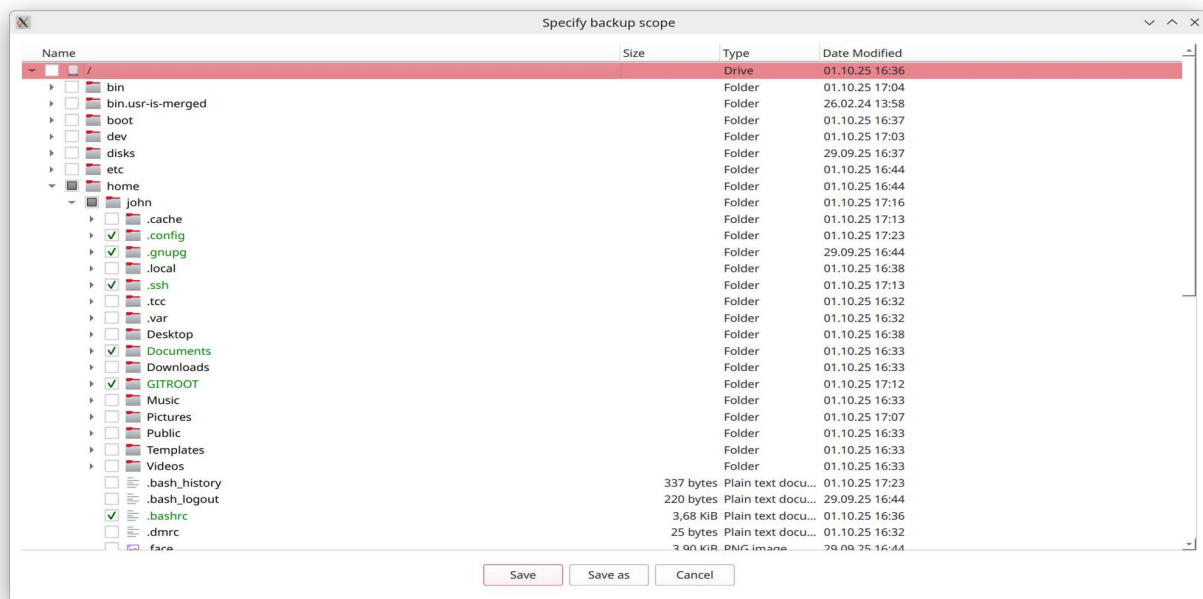 Specify backup scope
Name Size Type Date Modified
/ Drive 01.10.25 16:36
bin Folder 01.10.25 17:04
bin.usr-is-merged Folder 26.02.24 13:58
boot Folder 01.10.25 16:37
dev Folder 01.10.25 17:03
disks Folder 29.09.25 16:37
etc Folder 01.10.25 16:44
home Folder 01.10.25 16:44
john Folder 01.10.25 17:16
.cache Folder 01.10.25 17:13
.config Folder 01.10.25 17:23
.gnupg Folder 29.09.25 16:44
.local Folder 01.10.25 16:38
.ssh Folder 01.10.25 17:13
.tcc Folder 01.10.25 16:32
.var Folder 01.10.25 16:32
Desktop Folder 01.10.25 16:38
Documents Folder 01.10.25 16:33
Downloads Folder 01.10.25 16:33
GITROOT Folder 01.10.25 17:12
Music Folder 01.10.25 16:33
Pictures Folder 01.10.25 17:07
Public Folder 01.10.25 16:33
Templates Folder 01.10.25 16:33
Videos Folder 01.10.25 16:33
.bash_history 337 bytes Plain text docu... 01.10.25 17:23
.bash_logout 220 bytes Plain text docu... 29.09.25 16:44
.bashrc 3,68 KiB Plain text docu... 01.10.25 16:36
.dmrc 25 bytes Plain text docu... 01.10.25 16:32
.face 3,90 KiB PNG image 29.09.25 16:44
Save Save as Cancel